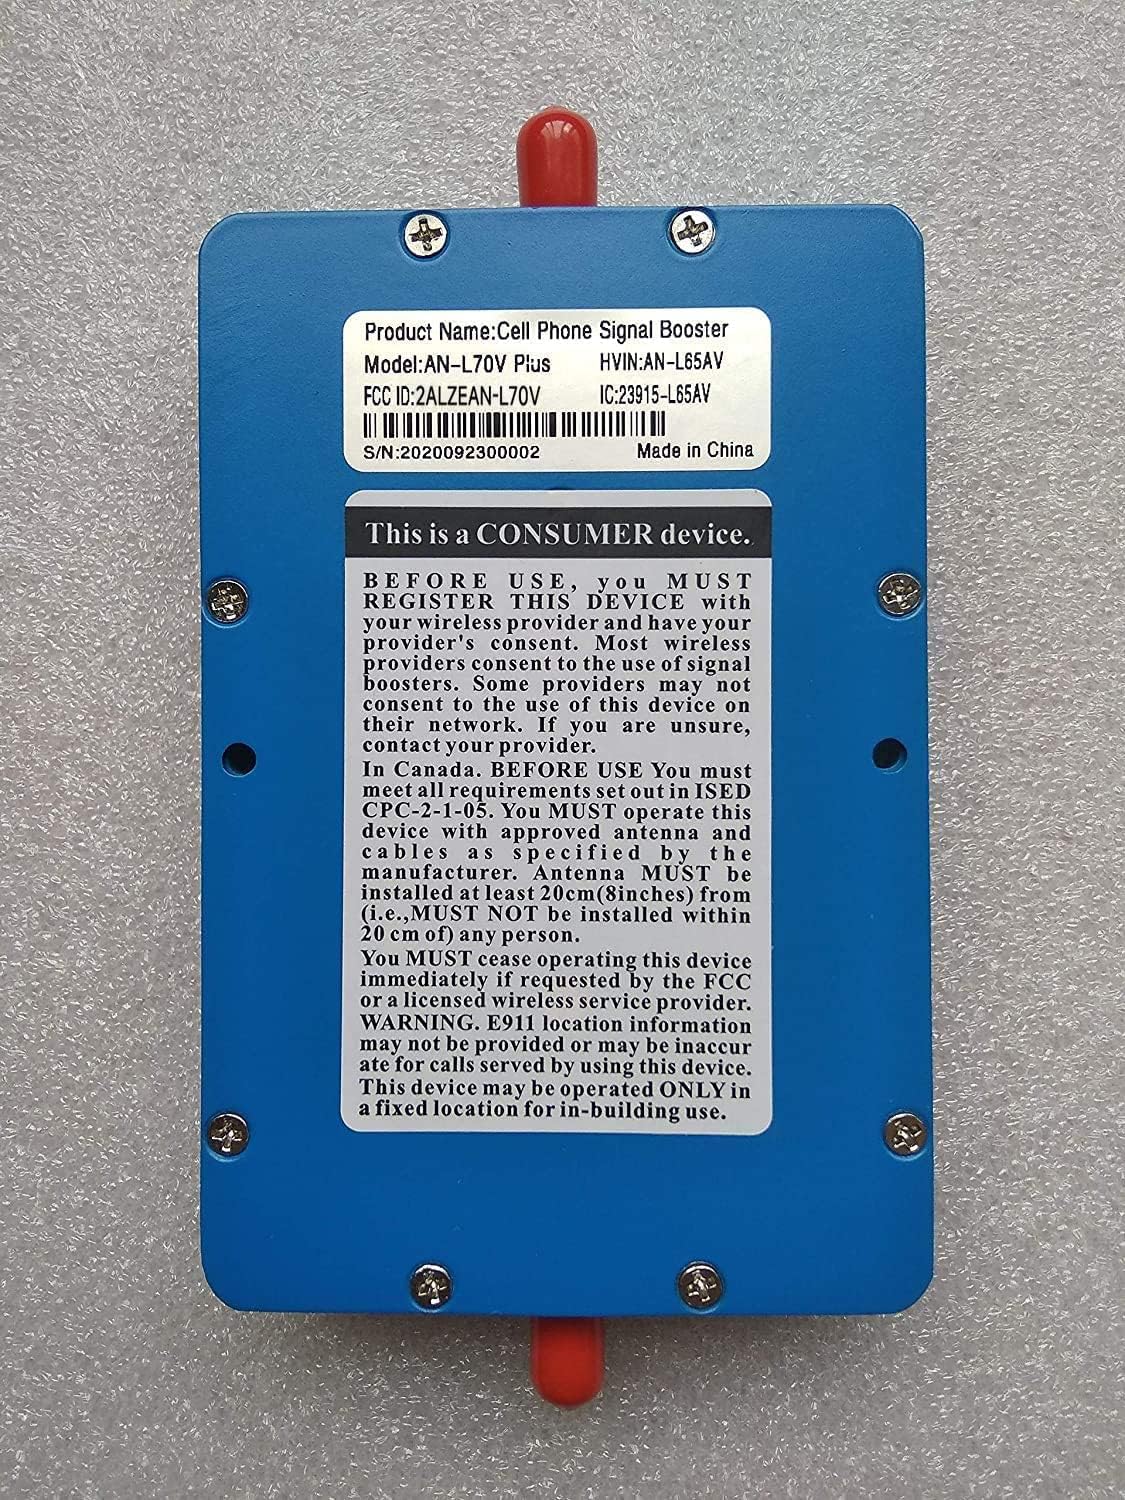 Product Name:Cell Phone Signal Booster
Model:AN-L70V Plus HVIN:AN-L65AV
FCC ID:2ALZEAN-L70V IC:23915-L65AV
S/N:2020092300002 Made in China
This is a CONSUMER device.
BEFORE USE, you MUST
REGISTER THIS DEVICE with
your wireless provider and have your
provider's consent. Most wireless
providers consent to the use of signal
boosters. Some providers may not
consent to the use of this device on
their network. If you are unsure,
contact your provider.
In Canada. BEFORE USE You must
meet all requirements set out in ISED
CPC-2-1-05. You MUST operate this
device with approved antenna and
cables as specified by the
manufacturer. Antenna MUST be
installed at least 20cm(8inches) from
(i.e.,MUST NOT be installed within
20 cm of) any person.
You MUST cease operating this device
immediately if requested by the FCC
or a licensed wireless service provider.
WARNING. E911 location information
may not be provided or may be inaccur
ate for calls served by using this device.
This device may be operated ONLY in
a fixed location for in-building use.